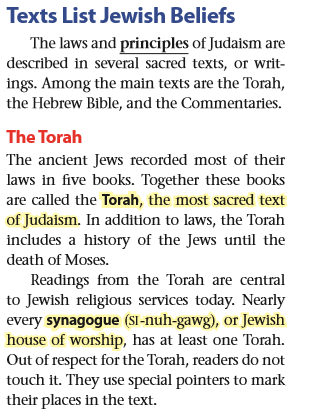 Texts List Jewish Beliefs
The laws and principles of Judaism are
described in several sacred texts, or writ-
ings. Among the main texts are the Torah,
the Hebrew Bible, and the Commentaries.
The Torah
The ancient Jews recorded most of their
laws in five books. Together these books
are called the Torah, the most sacred text
of Judaism. In addition to laws, the Torah
includes a history of the Jews until the
death of Moses.
Readings from the Torah are central
to Jewish religious services today. Nearly
every synagogue (SI-nuh-gawg), or Jewish
house of worship, has at least one Torah.
Out of respect for the Torah, readers do not
touch it. They use special pointers to mark
their places in the text.